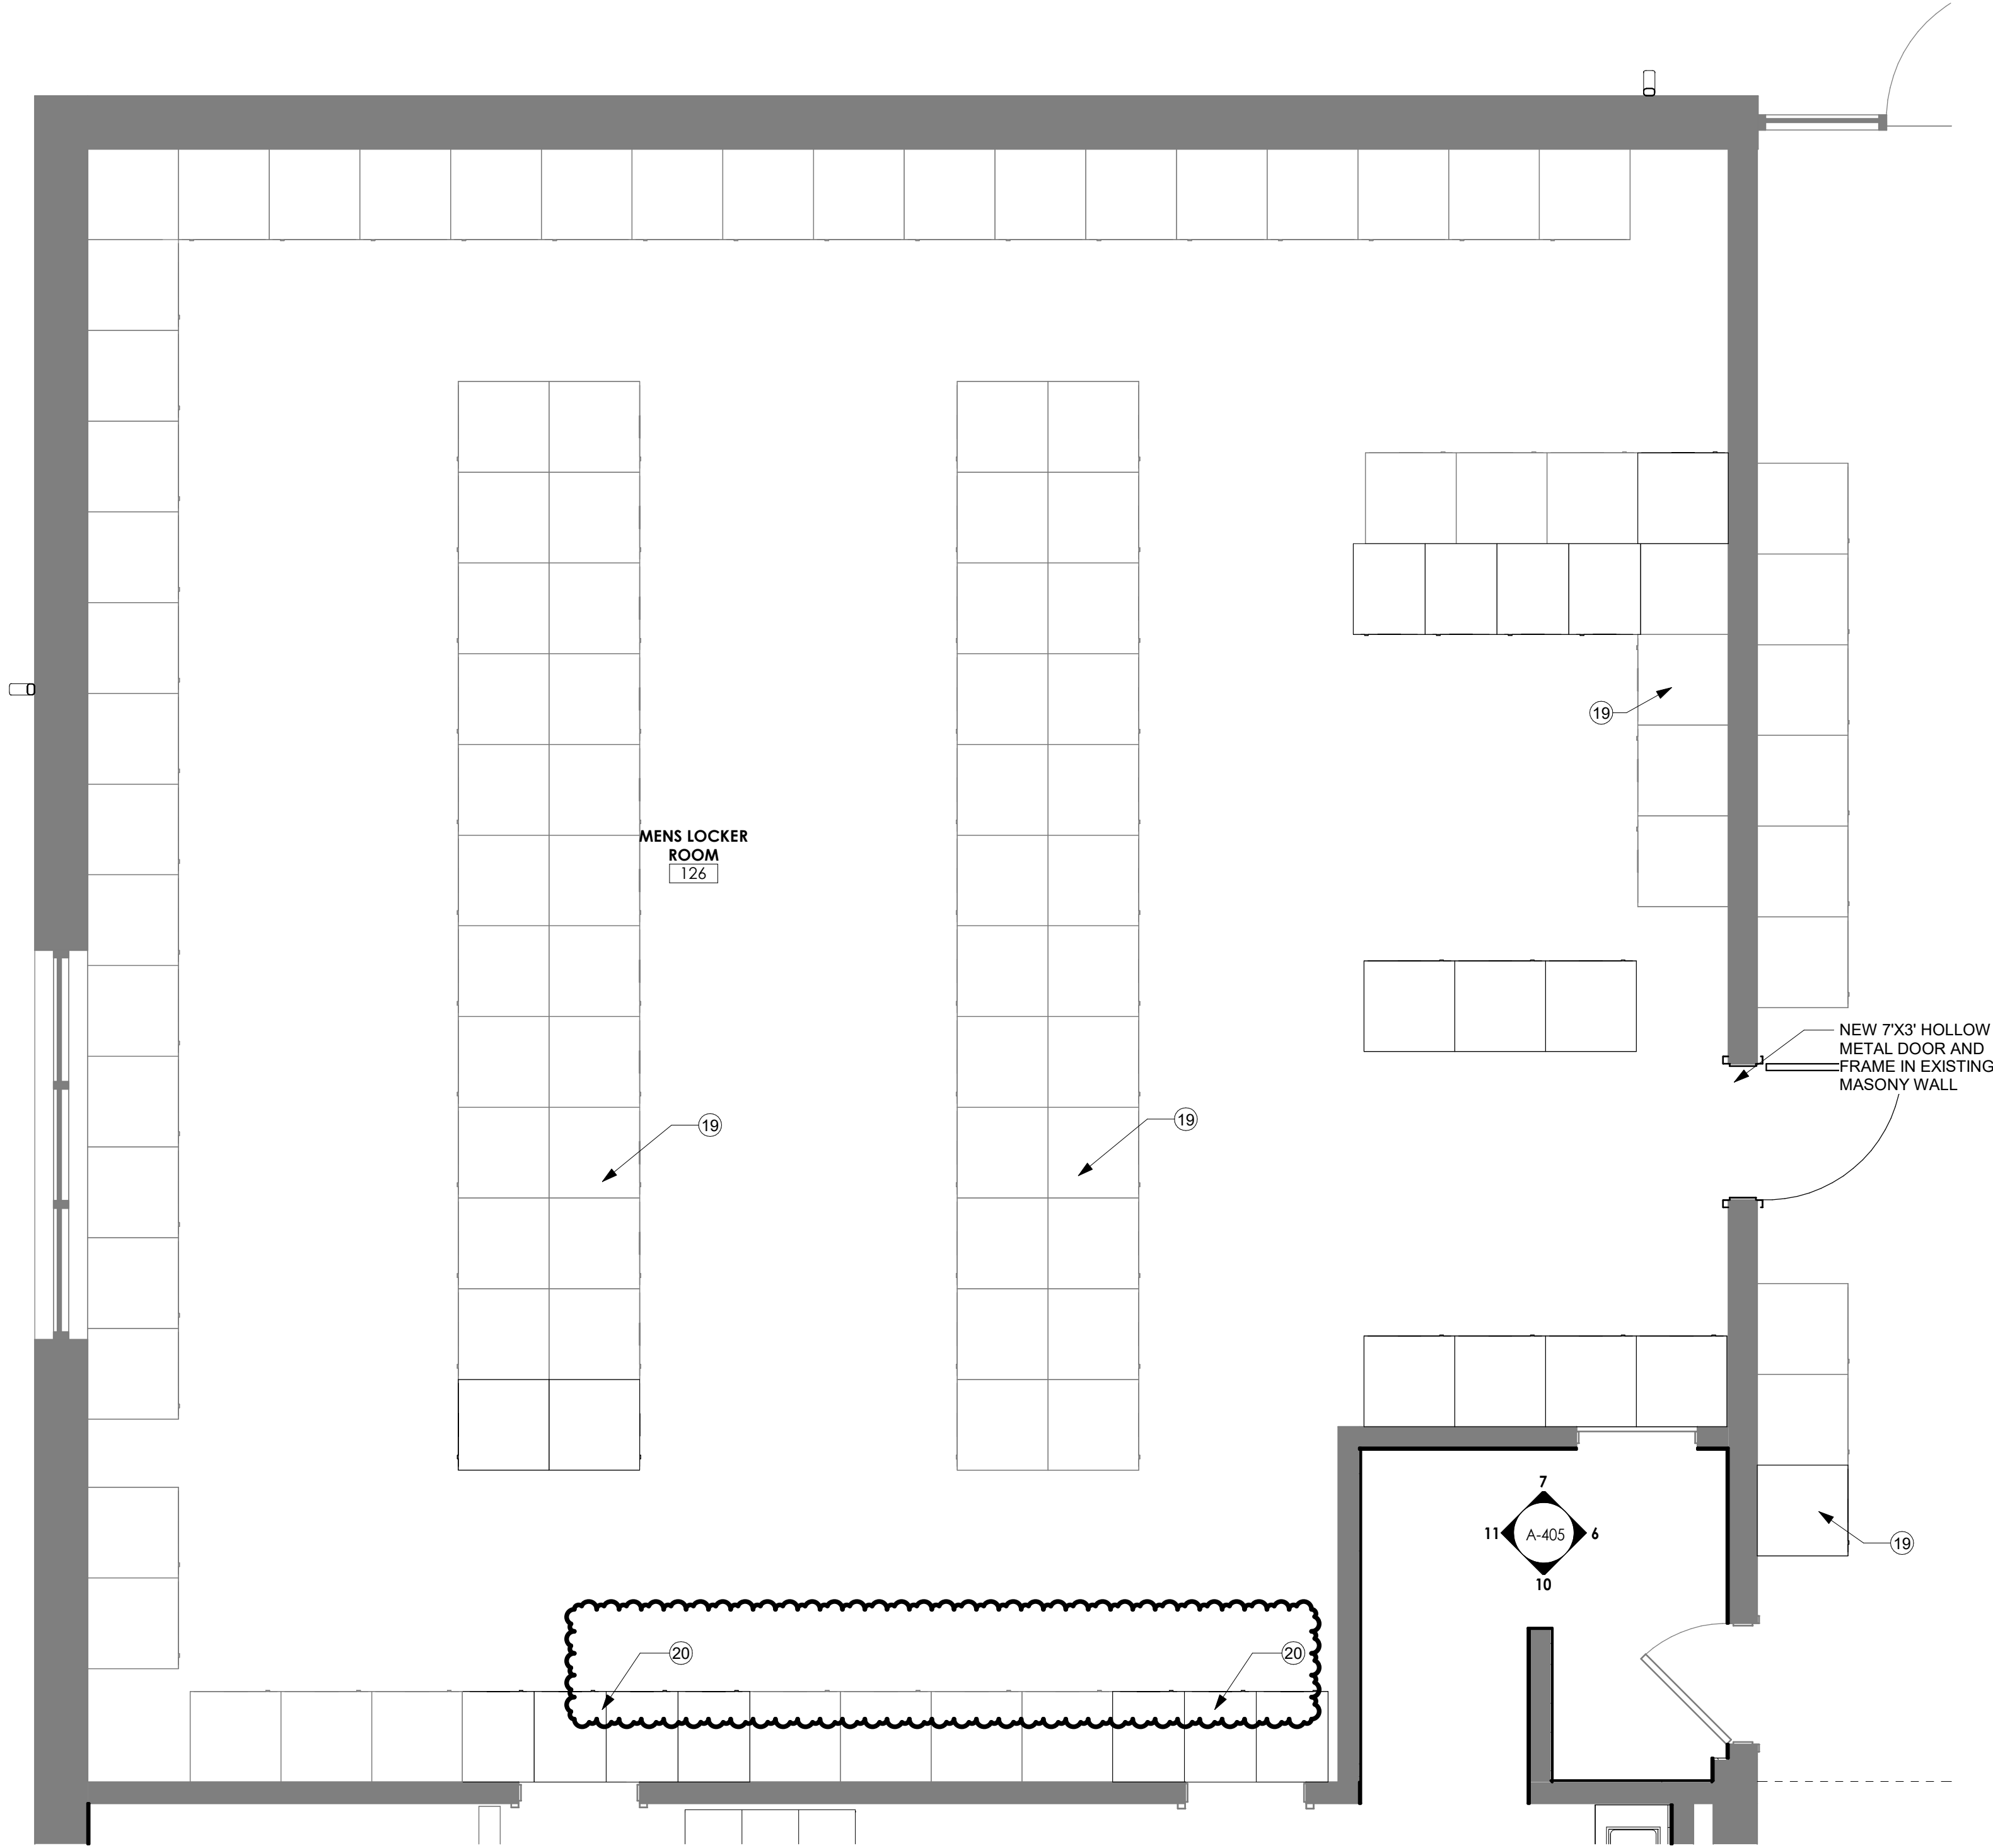 19
MENS LOCKER
ROOM
126
NEW 7'X3' HOLLOW
METAL DOOR AND
FRAME IN EXISTING
MASONY WALL
19
19
7
11
A-405
6
10
19
20
20